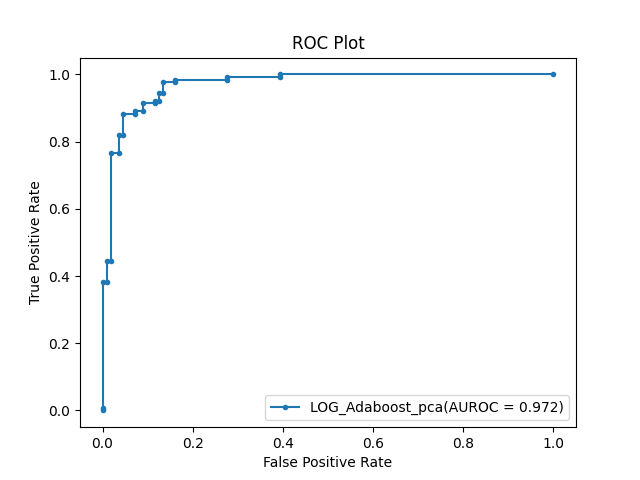 ROC Plot
True Positive Rate
1.0
0.8
0.6
0.4
0.2
0.0
LOG_Adaboost_pca(AUROC = 0.972)
0.0 0.2 0.4 0.6 0.8 1.0
False Positive Rate